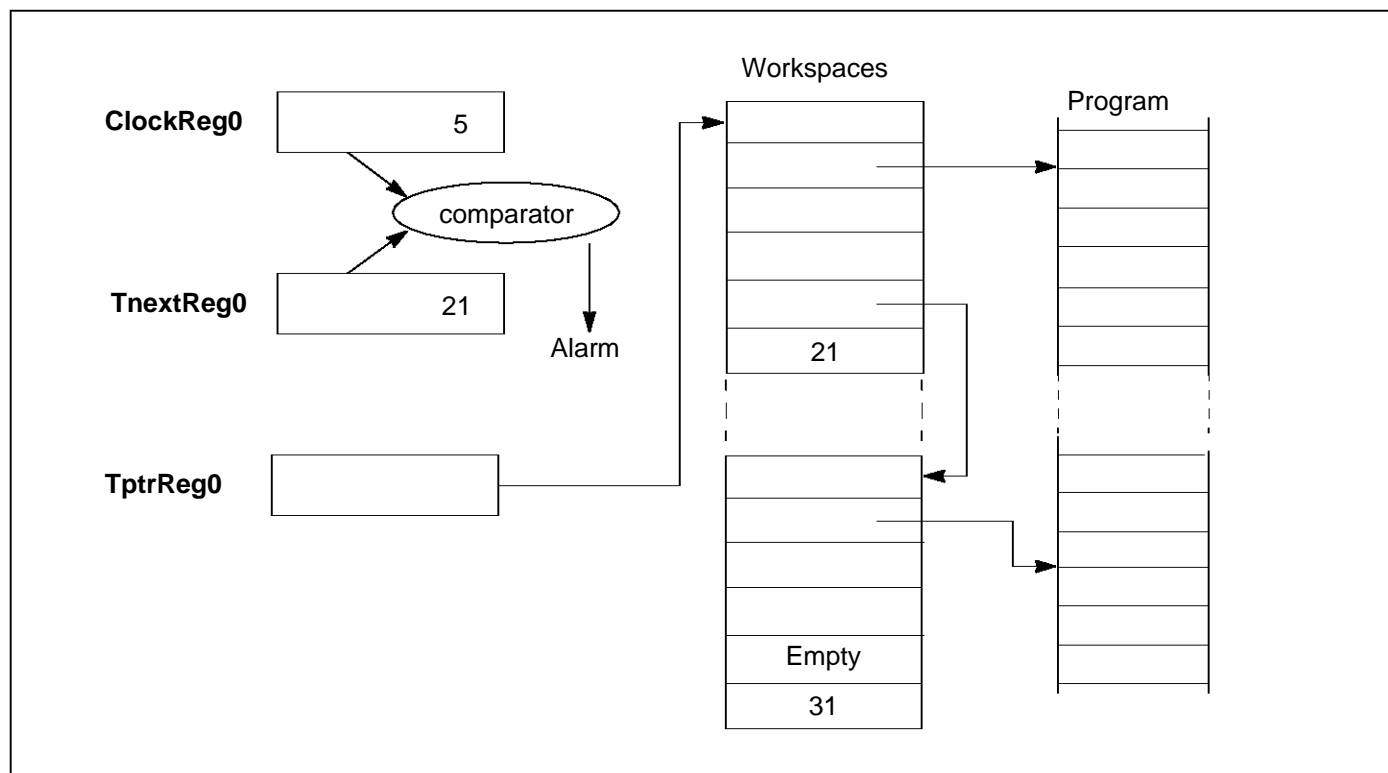 Workspaces
Program
ClockReg0
5
comparator
TnextReg0
21
Alarm
21
TptrReg0
Empty
31